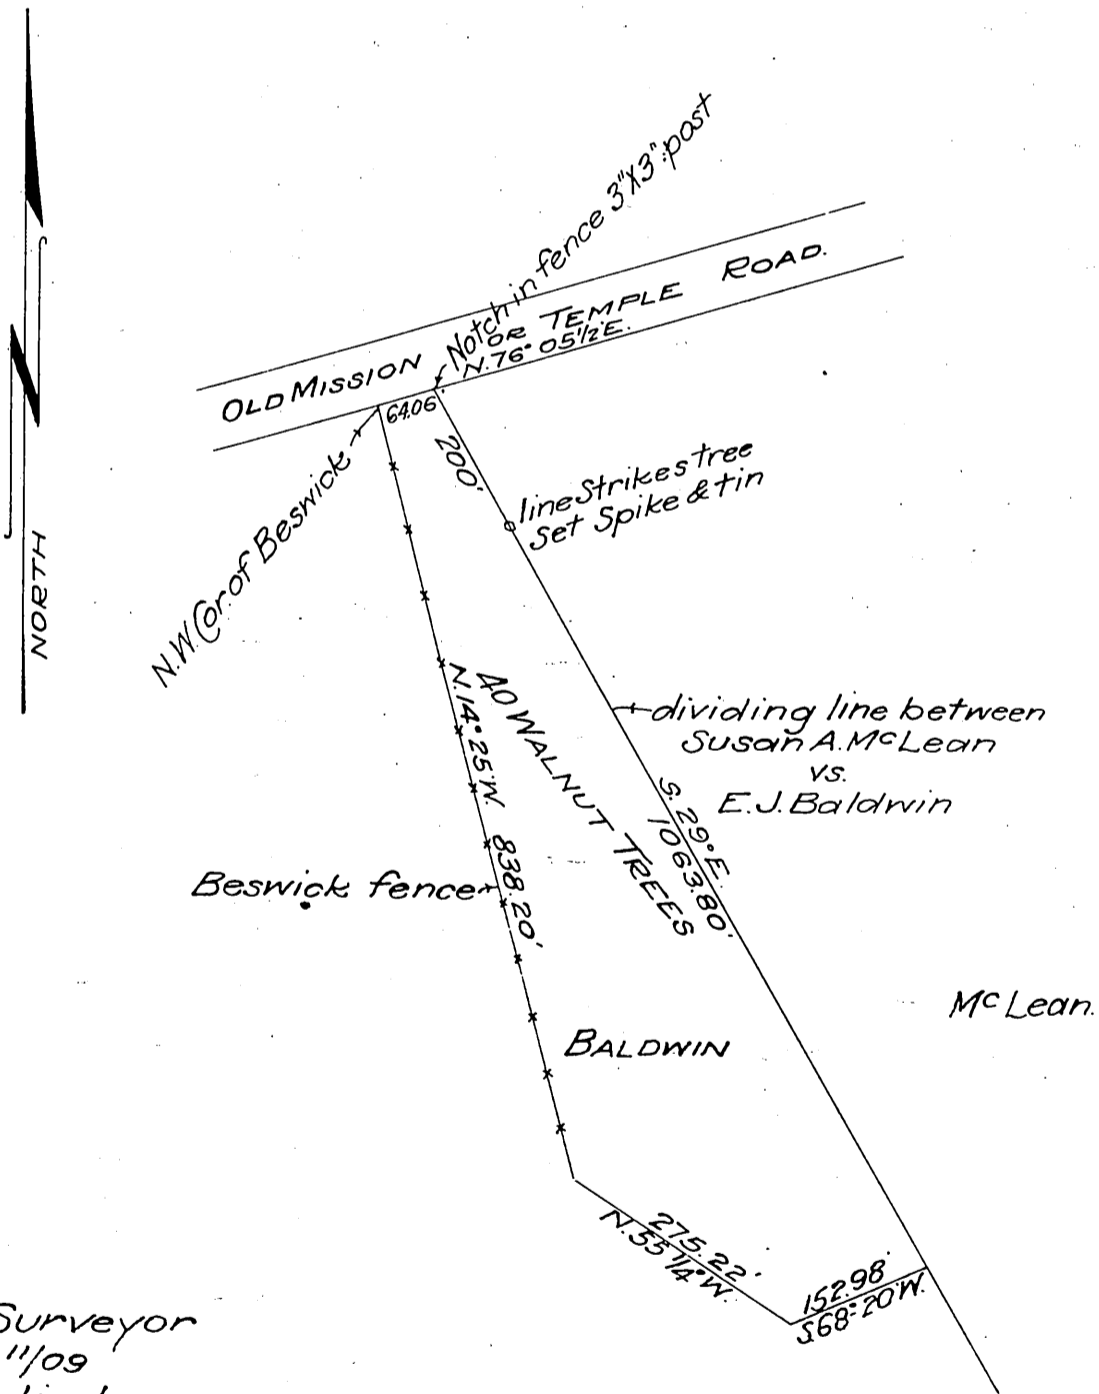 Notch in fence 3"X3" post
OLD MISSION OR TEMPLE ROAD.
N.76° 05½'E.
64.06'
N.W. Cor. of Beswick
200'
line Strikes tree
Set Spike & tin
NORTH
40 WALNUT TREES
N.14°25'W. 838.20'
dividing line between
Susan A. McLean
vs.
E.J. Baldwin
S. 29° E.
1063.80'
Beswick fence
McLean.
BALDWIN
275.22'
N.55¼°W.
152.98'
S68°20'W.
Surveyor
11/09